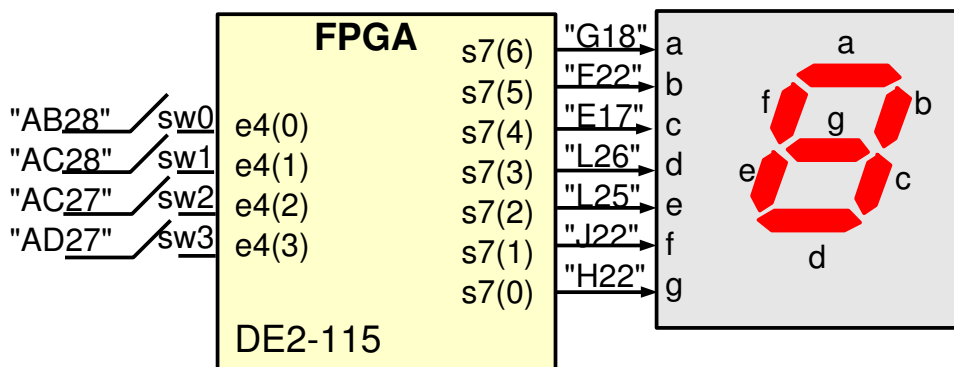 "AB28" sw0
"AC28" sw1
"AC27" sw2
"AD27" sw3
FPGA
e4(0)
e4(1)
e4(2)
e4(3)
s7(6)
s7(5)
s7(4)
s7(3)
s7(2)
s7(1)
s7(0)
DE2-115
"G18" a
"F22" b
"E17" c
"L26" d
"L25" e
"J22" f
"H22" g
a
f b
g
e c
d